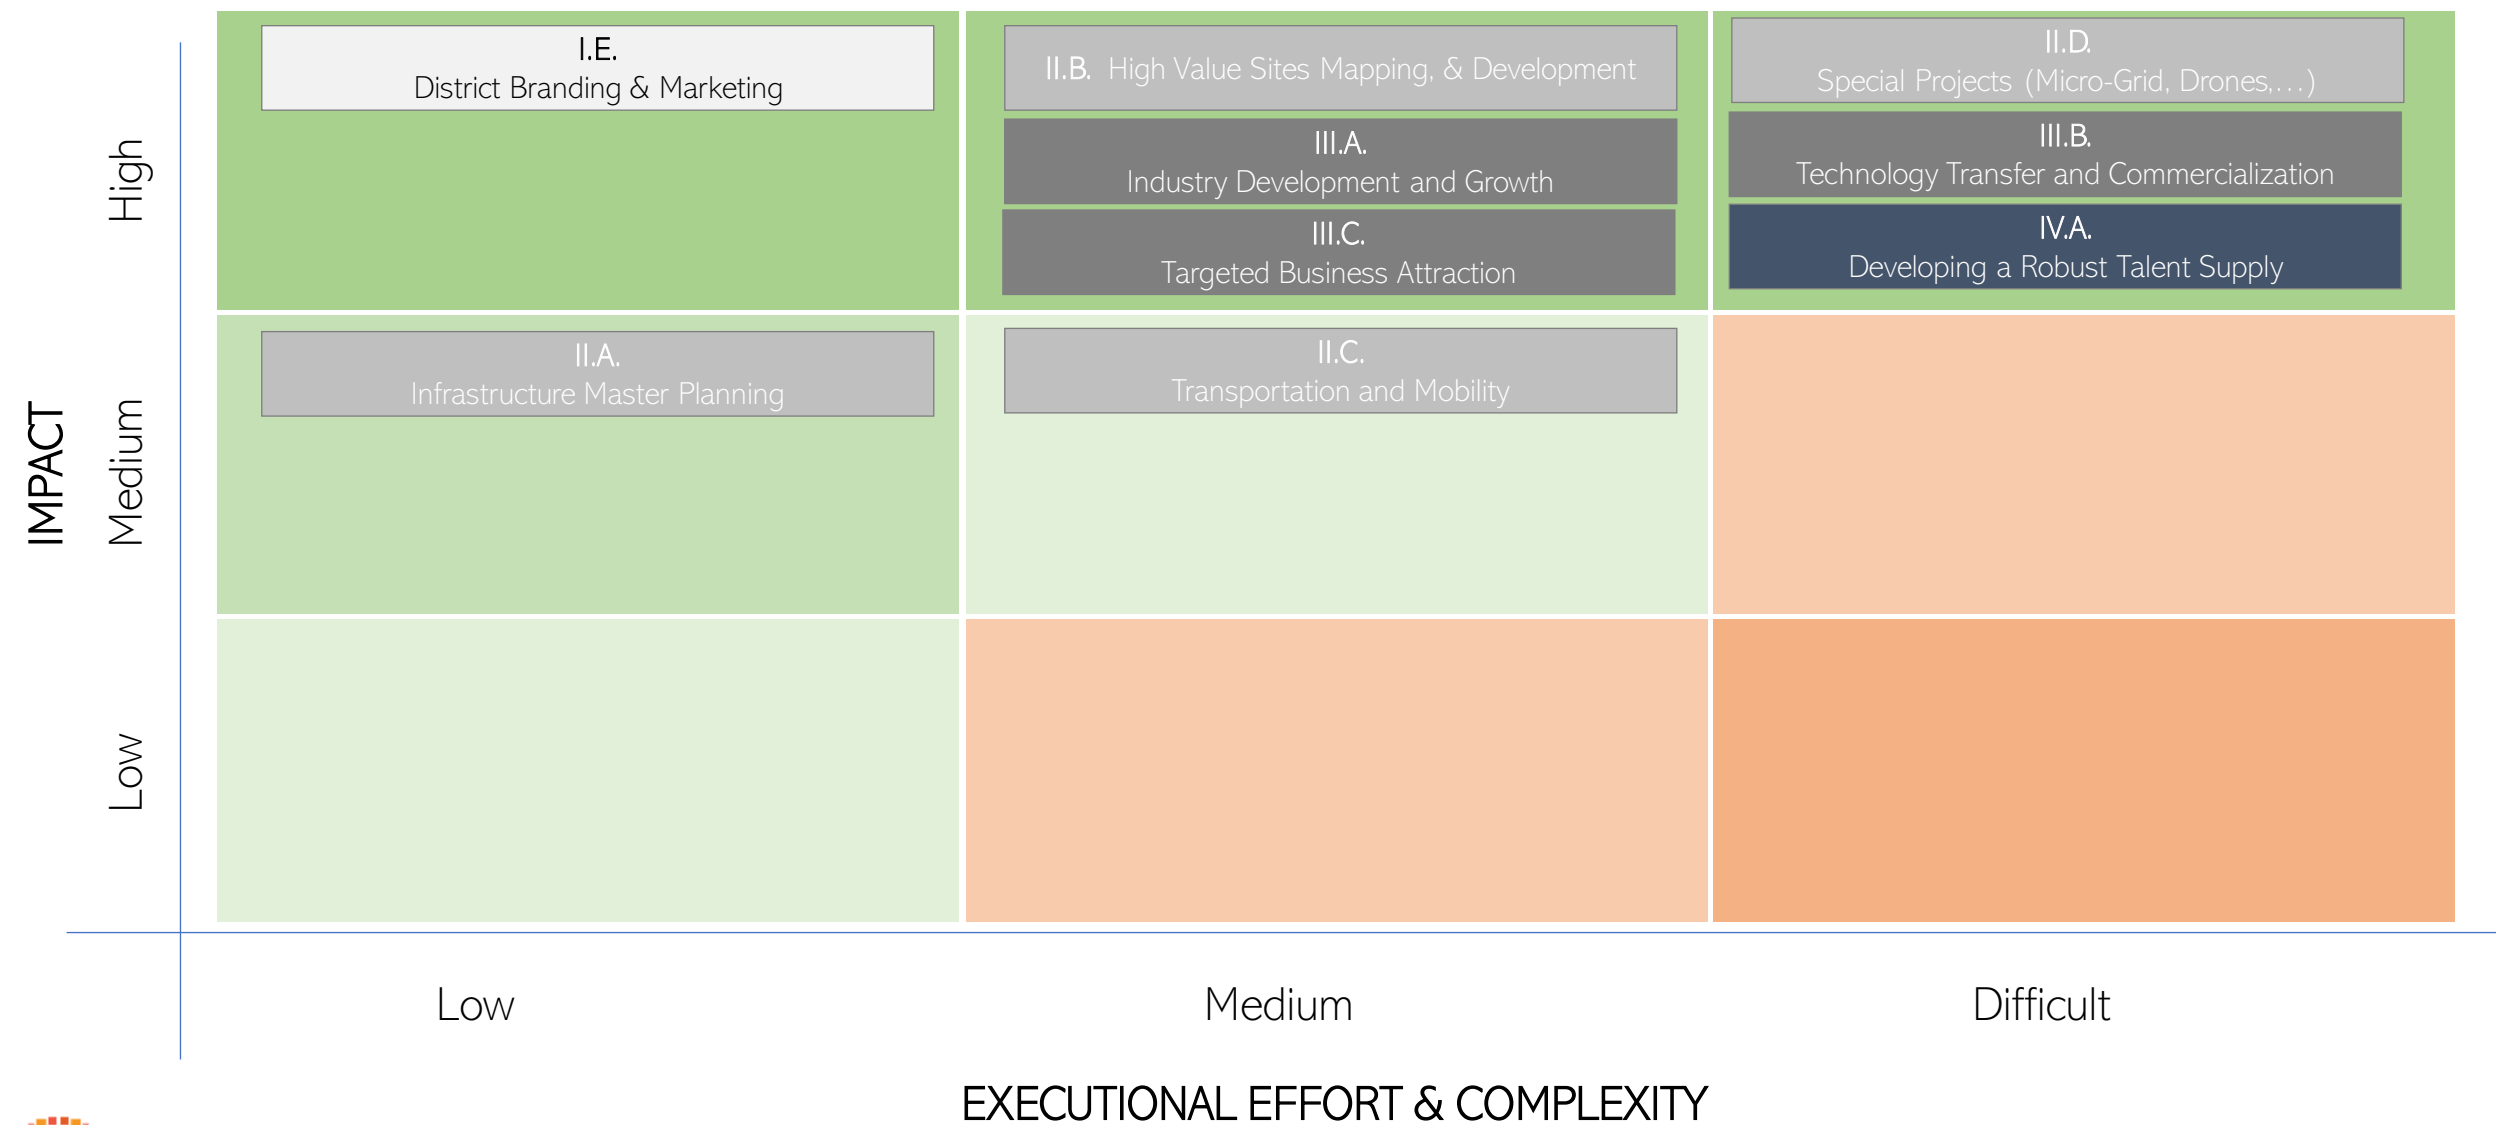 I.E.
District Branding & Marketing
II.B. High Value Sites Mapping, & Development
II.D.
Special Projects (Micro-Grid, Drones,...)
III.A.
Industry Development and Growth
III.B.
Technology Transfer and Commercialization
III.C.
Targeted Business Attraction
IV.A.
Developing a Robust Talent Supply
High
II.A.
Infrastructure Master Planning
II.C.
Transportation and Mobility
IMPACT
Medium
Low
Low
Medium
Difficult
EXECUTIONAL EFFORT & COMPLEXITY